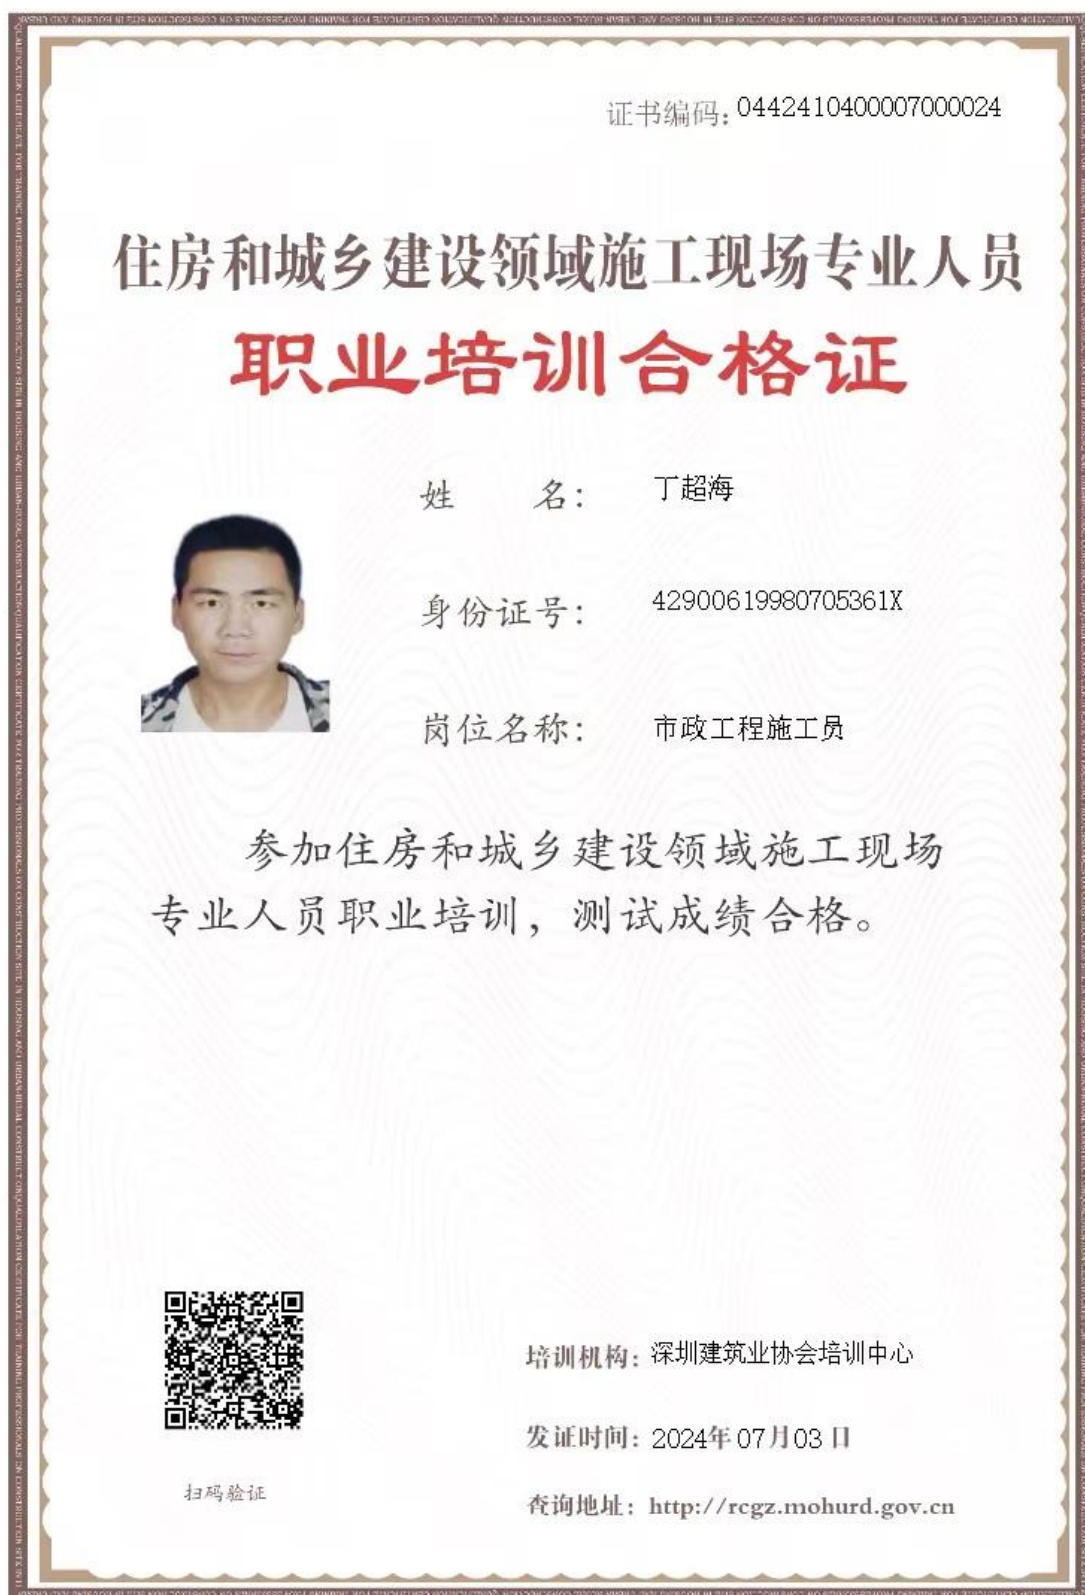 证书编码：0442410400007000024
住房和城乡建设领域施工现场专业人员
职业培训合格证
姓 名：丁超海
身份证号：42900619980705361X
岗位名称：市政工程施工员
参加住房和城乡建设领域施工现场
专业人员职业培训，测试成绩合格。
培训机构：深圳建筑业协会培训中心
发证时间：2024年07月03日
扫码验证
查询地址：http://rcgz.mohurd.gov.cn